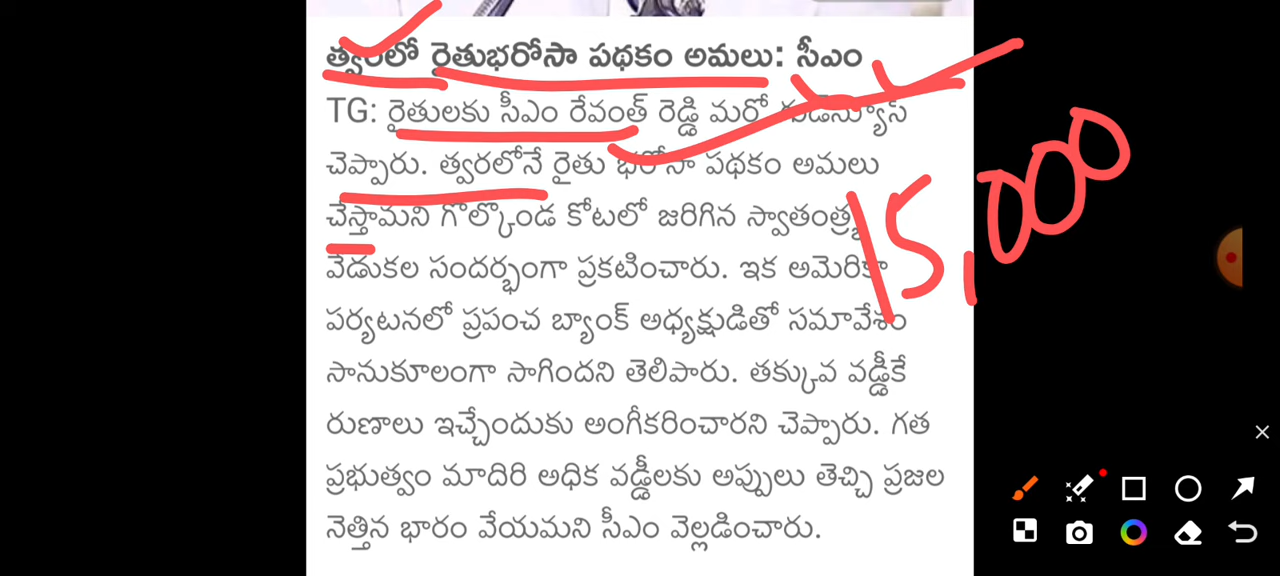 త్వరలో రైతుభరోసా పథకం అమలు: సీఎం
TG: రైతులకు సీఎం రేవంత్ రెడ్డి మరో గుడ్‌న్యూస్
చెప్పారు. త్వరలోనే రైతు భరోసా పథకం అమలు
చేస్తామని గొల్కొండ కోటలో జరిగిన స్వాతంత్ర్య
వేడుకల సందర్భంగా ప్రకటించారు. ఇక అమెరికా
పర్యటనలో ప్రపంచ బ్యాంక్ అధ్యక్షుడితో సమావేశం
సానుకూలంగా సాగిందని తెలిపారు. తక్కువ వడ్డీకే
రుణాలు ఇచ్చేందుకు అంగీకరించారని చెప్పారు. గత
ప్రభుత్వం మాదిరి అధిక వడ్డీలకు అప్పులు తెచ్చి ప్రజల
నెత్తిన భారం వేయమని సీఎం వెల్లడించారు.
15,000